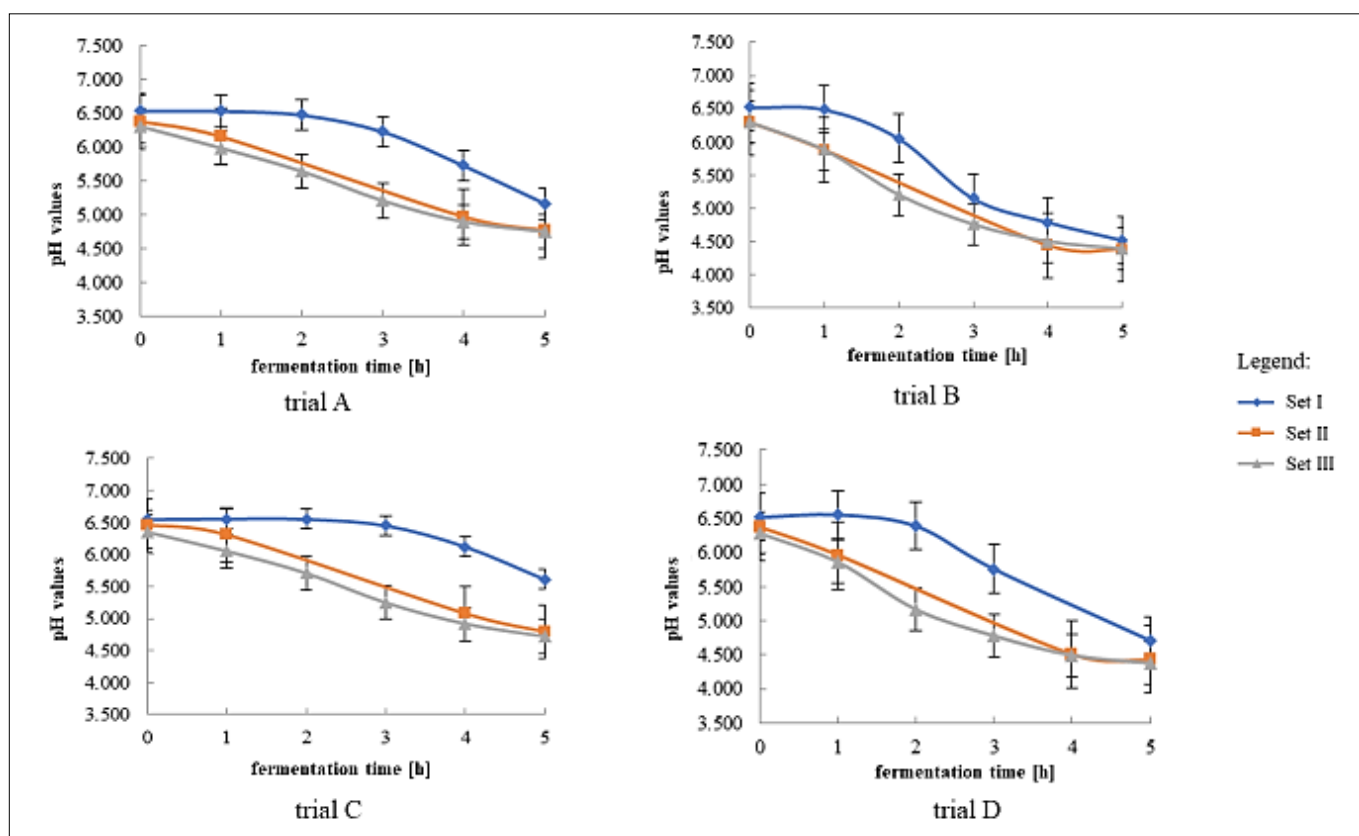 7.500
7.000
6.500
6.000
5.500
5.000
4.500
4.000
3.500
pH values
0 1 2 3 4 5
fermentation time [h]
trial A
7.500
7.000
6.500
6.000
5.500
5.000
4.500
4.000
3.500
pH values
0 1 2 3 4 5
fermentation time [h]
trial B
Legend:
Set I
Set II
Set III
7.500
7.000
6.500
6.000
5.500
5.000
4.500
4.000
3.500
pH values
0 1 2 3 4 5
fermentation time [h]
trial C
7.500
7.000
6.500
6.000
5.500
5.000
4.500
4.000
3.500
pH values
0 1 2 3 4 5
fermentation time [h]
trial D